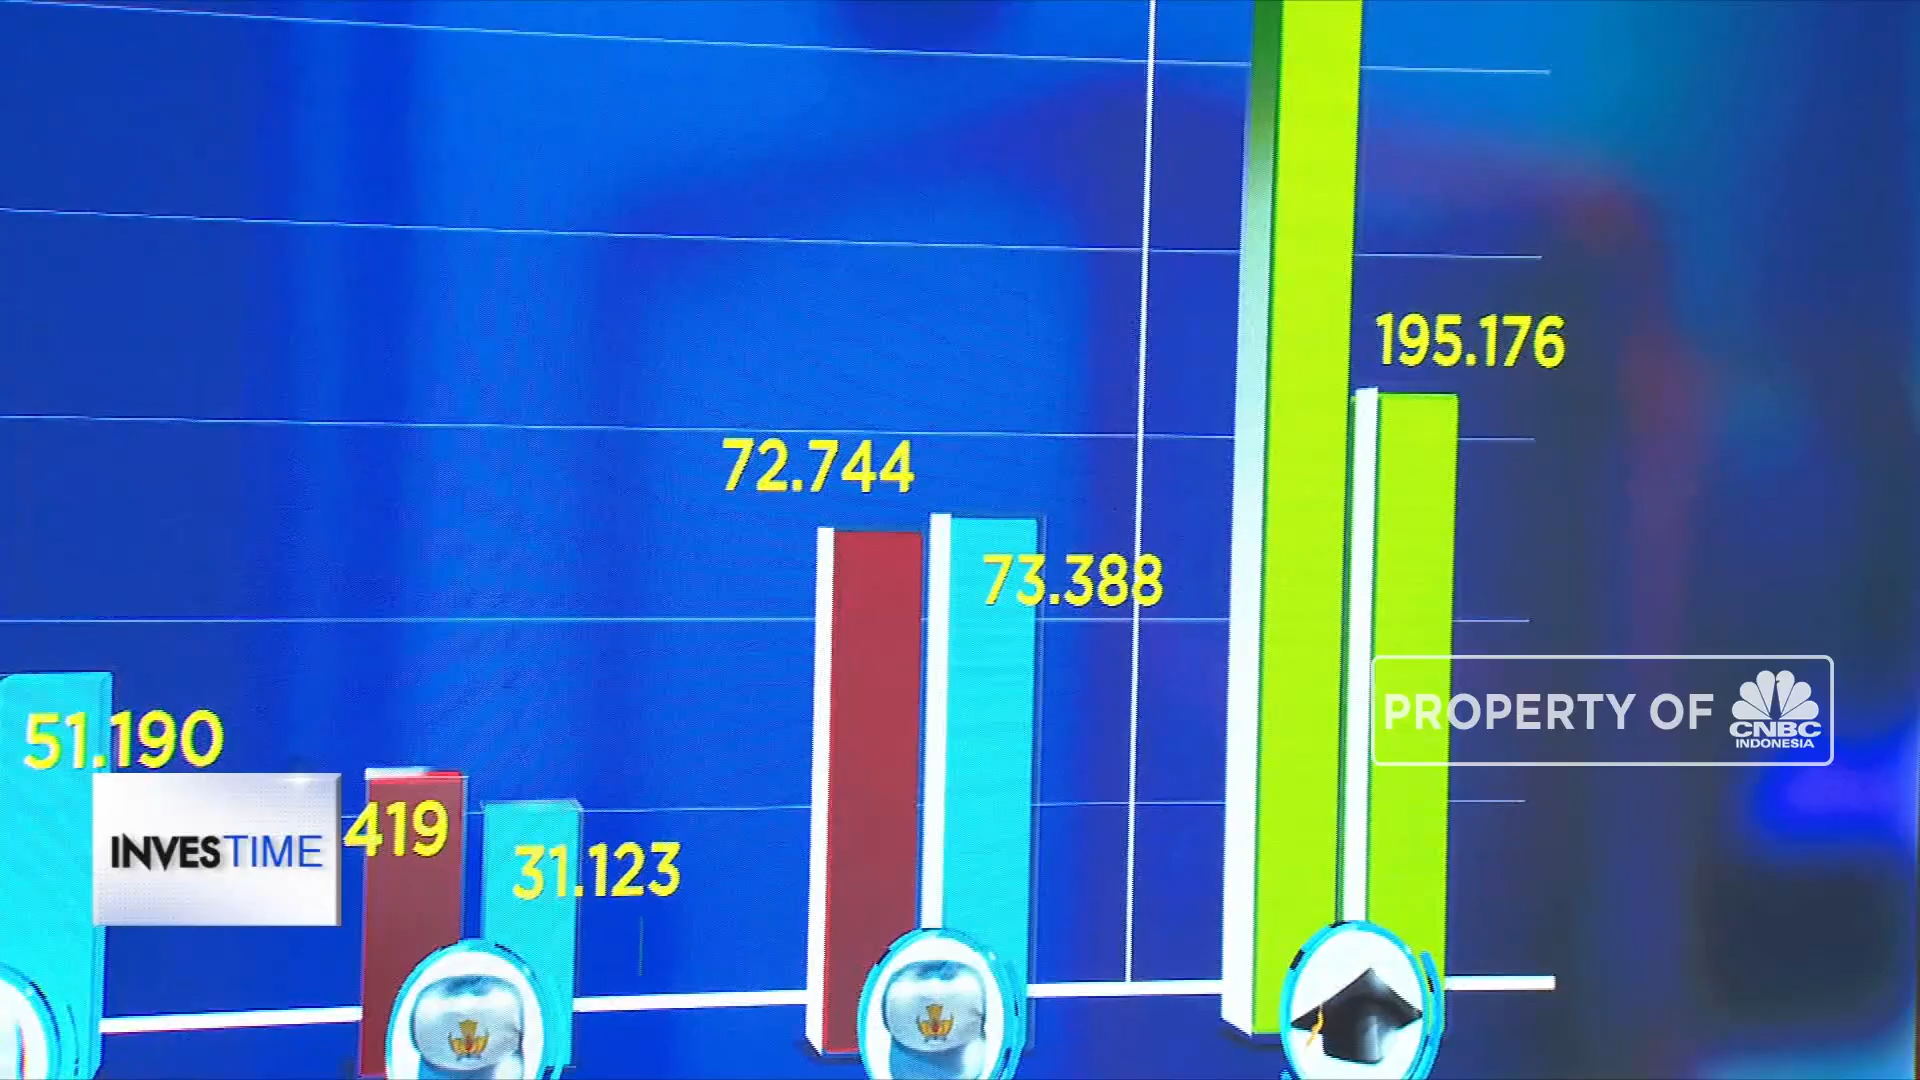 195.176
72.744
73.388
PROPERTY OF
CNBC
INDONESIA
51.190
INVESTIME
419
31.123